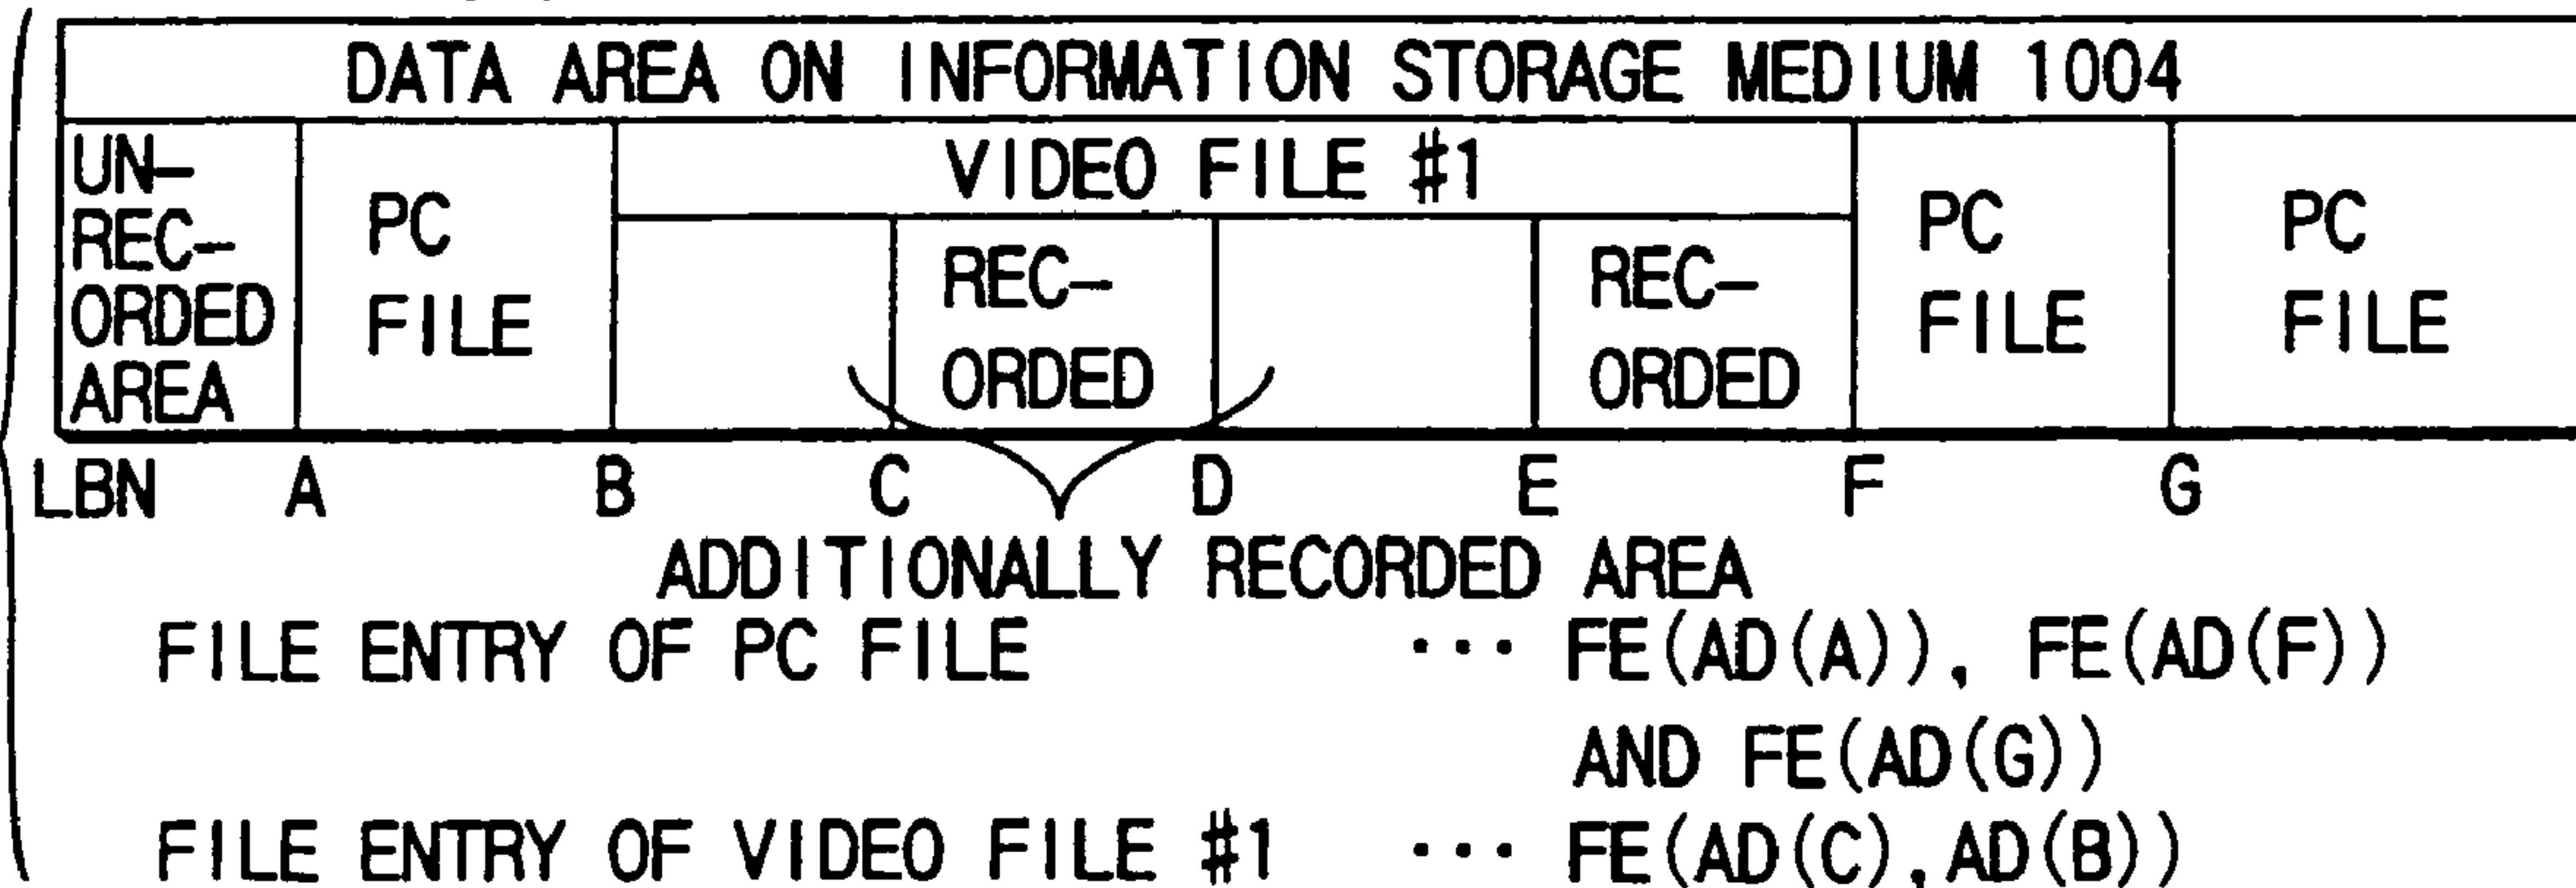 DATA AREA ON INFORMATION STORAGE MEDIUM 1004
UN-
REC-
ORDED
AREA
PC
FILE
VIDEO FILE #1
REC-
ORDED
REC-
ORDED
PC
FILE
PC
FILE
LBN A B C D E F G
ADDITIONALLY RECORDED AREA
FILE ENTRY OF PC FILE ··· FE(AD(A)), FE(AD(F))
AND FE(AD(G))
FILE ENTRY OF VIDEO FILE #1 ··· FE(AD(C),AD(B))